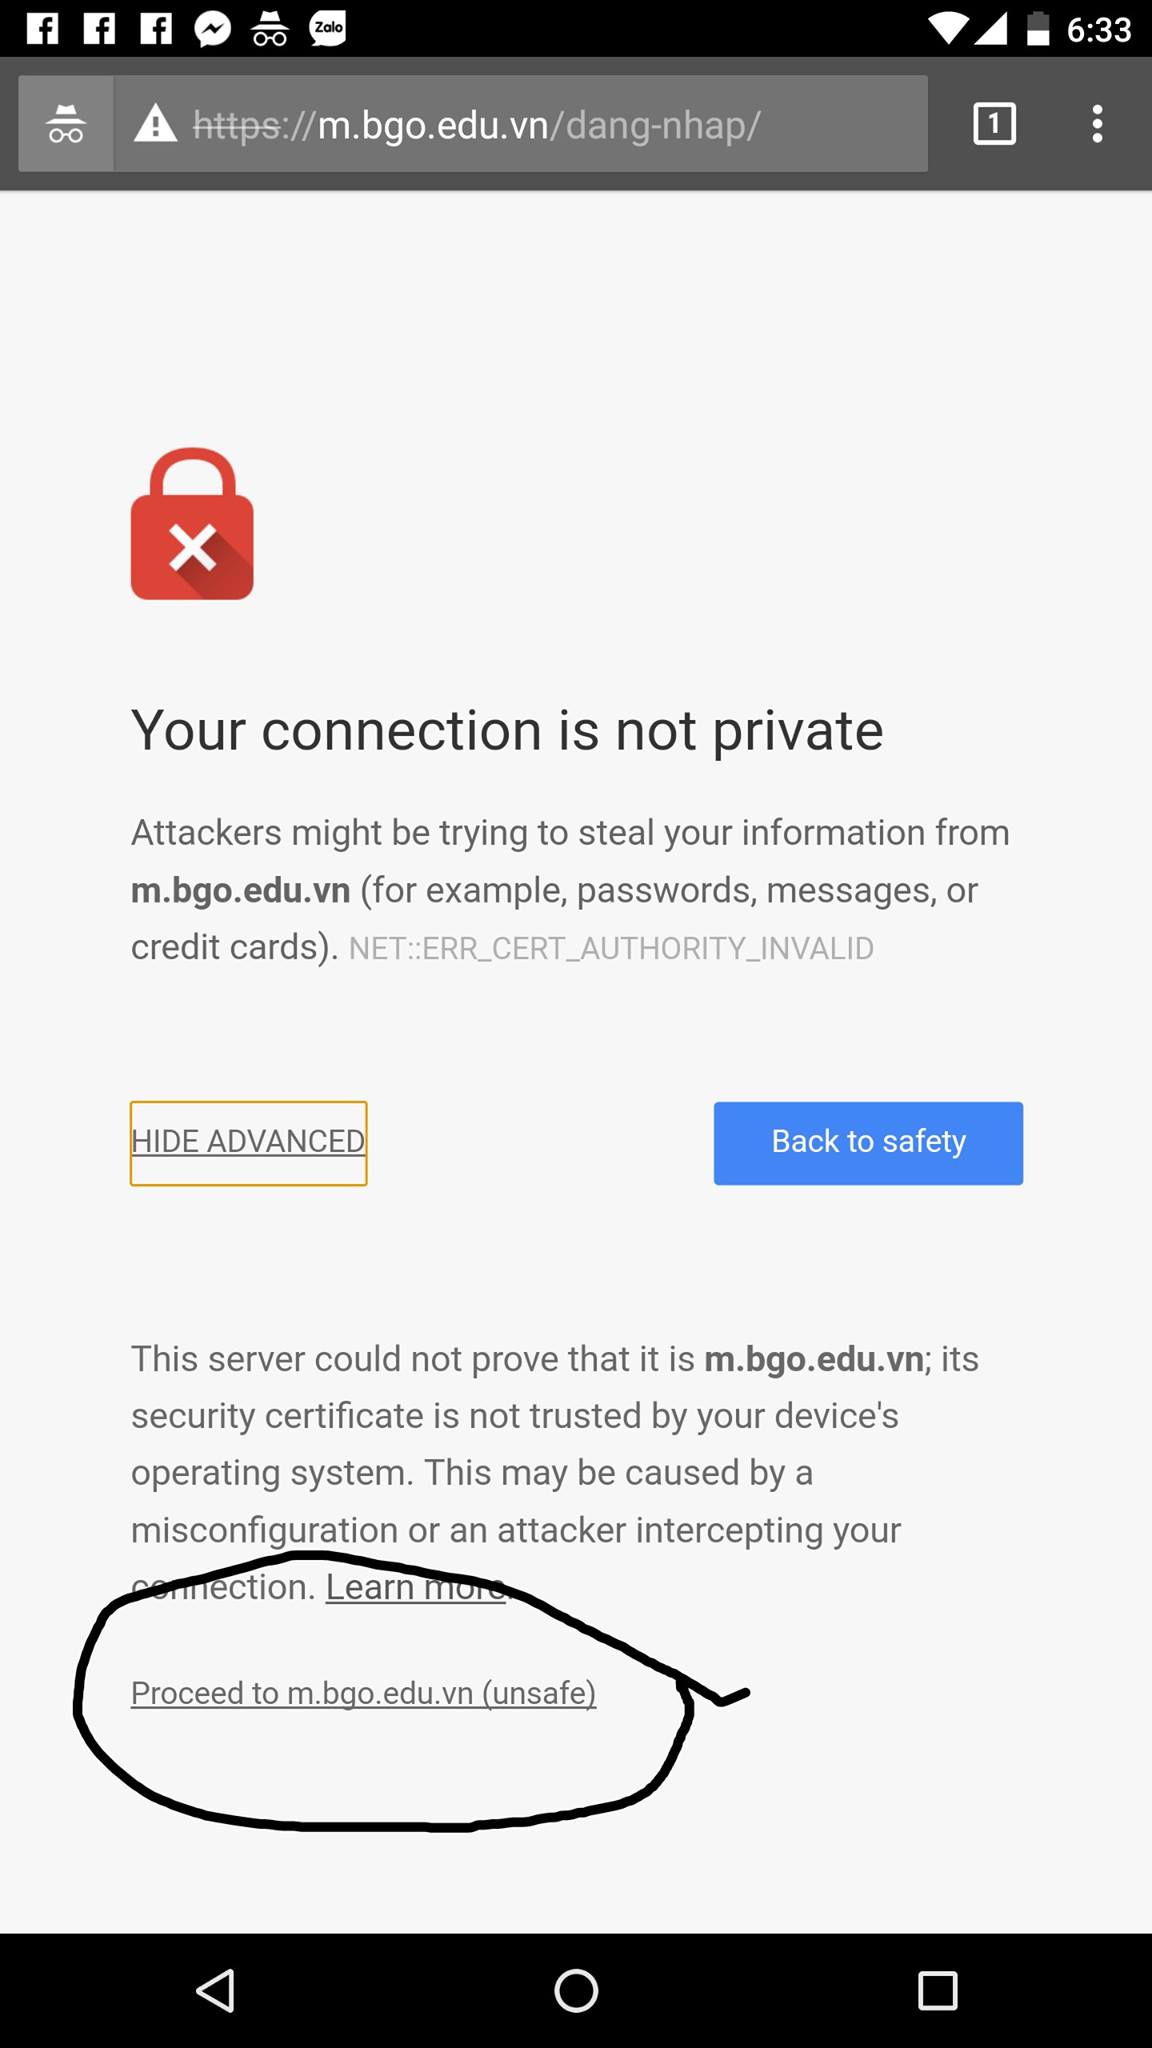 Zalo
6:33
https://m.bgo.edu.vn/dang-nhap/
1
Your connection is not private
Attackers might be trying to steal your information from
m.bgo.edu.vn (for example, passwords, messages, or
credit cards). NET::ERR_CERT_AUTHORITY_INVALID
HIDE ADVANCED
Back to safety
This server could not prove that it is m.bgo.edu.vn; its
security certificate is not trusted by your device's
operating system. This may be caused by a
misconfiguration or an attacker intercepting your
connection. Learn more.
Proceed to m.bgo.edu.vn (unsafe)